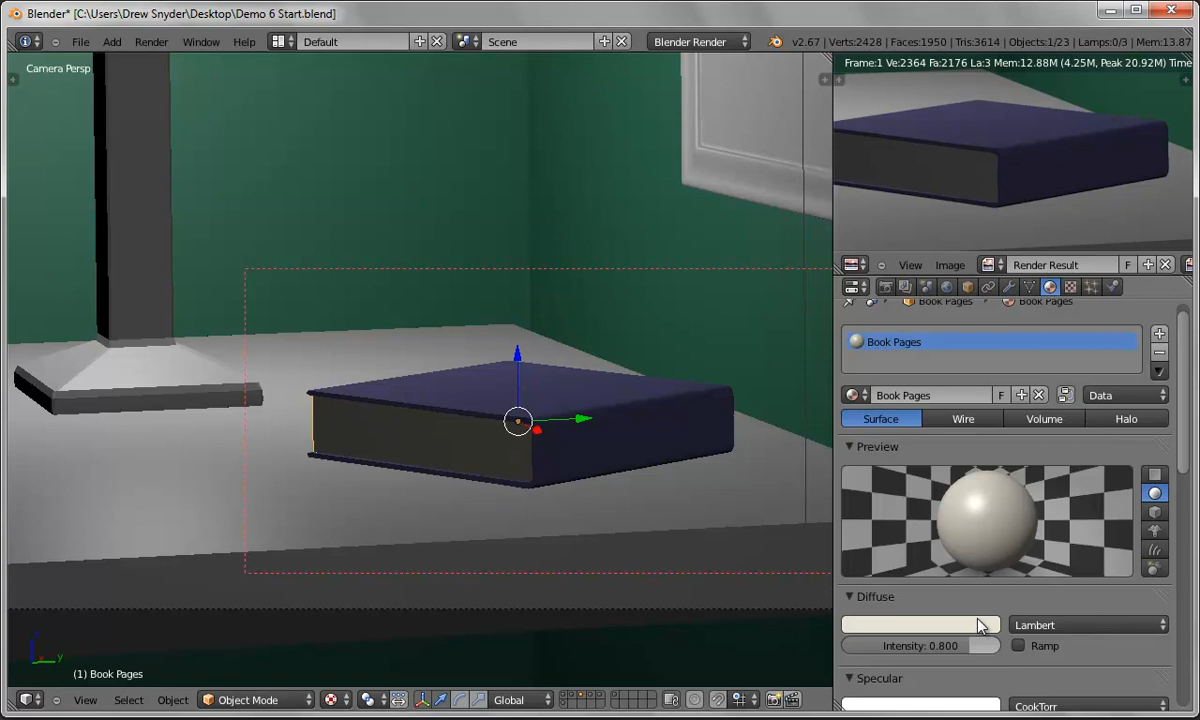 Blender* [C:\Users\Drew Snyder\Desktop\Demo 6 Start.blend]
File Add Render Window Help Default Scene Blender Render v2.67 | Verts:2428 | Faces:1950 | Tris:3614 | Objects:1/23 | Lamps:0/3 | Mem:13.87
Camera Persp
Frame:1 Ve:2364 Fa:2176 La:3 Mem:12.88M (4.25M, Peak 20.92M) Time
View Image Render Result F
Book Pages Book Pages
Book Pages
Book Pages F Data
Surface Wire Volume Halo
Preview
Diffuse
Lambert
Intensity: 0.800 Ramp
Specular
CookTorr
z
y
(1) Book Pages
View Select Object Object Mode Global